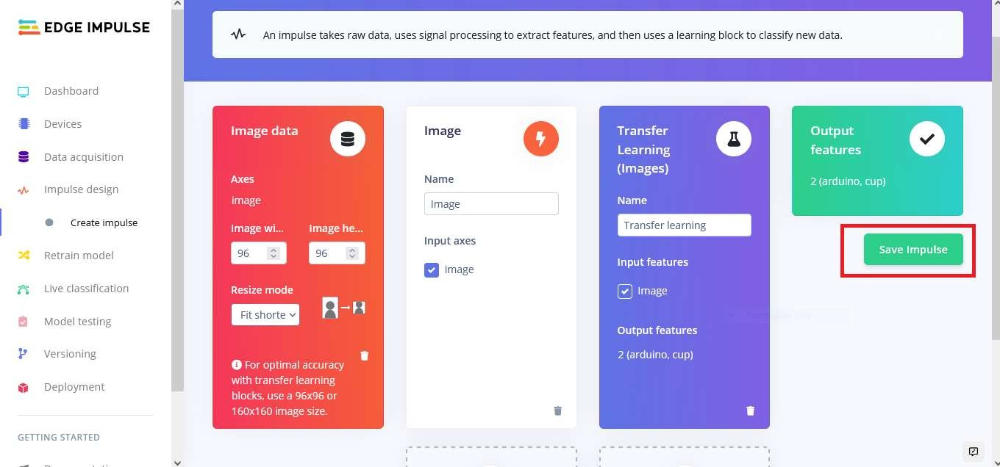 EDGE IMPULSE
Dashboard
Devices
Data acquisition
Impulse design
Create impulse
Retrain model
Live classification
Model testing
Versioning
Deployment
GETTING STARTED
An impulse takes raw data, uses signal processing to extract features, and then uses a learning block to classify new data.
Image data
Axes
image
Image wi...
Image he...
96
96
Resize mode
Fit shorte
For optimal accuracy
with transfer learning
blocks, use a 96x96 or
160x160 image size.
Image
Name
Image
Input axes
image
Transfer
Learning
(Images)
Name
Transfer learning
Input features
Image
Output features
2 (arduino, cup)
Output
features
2 (arduino, cup)
Save Impulse